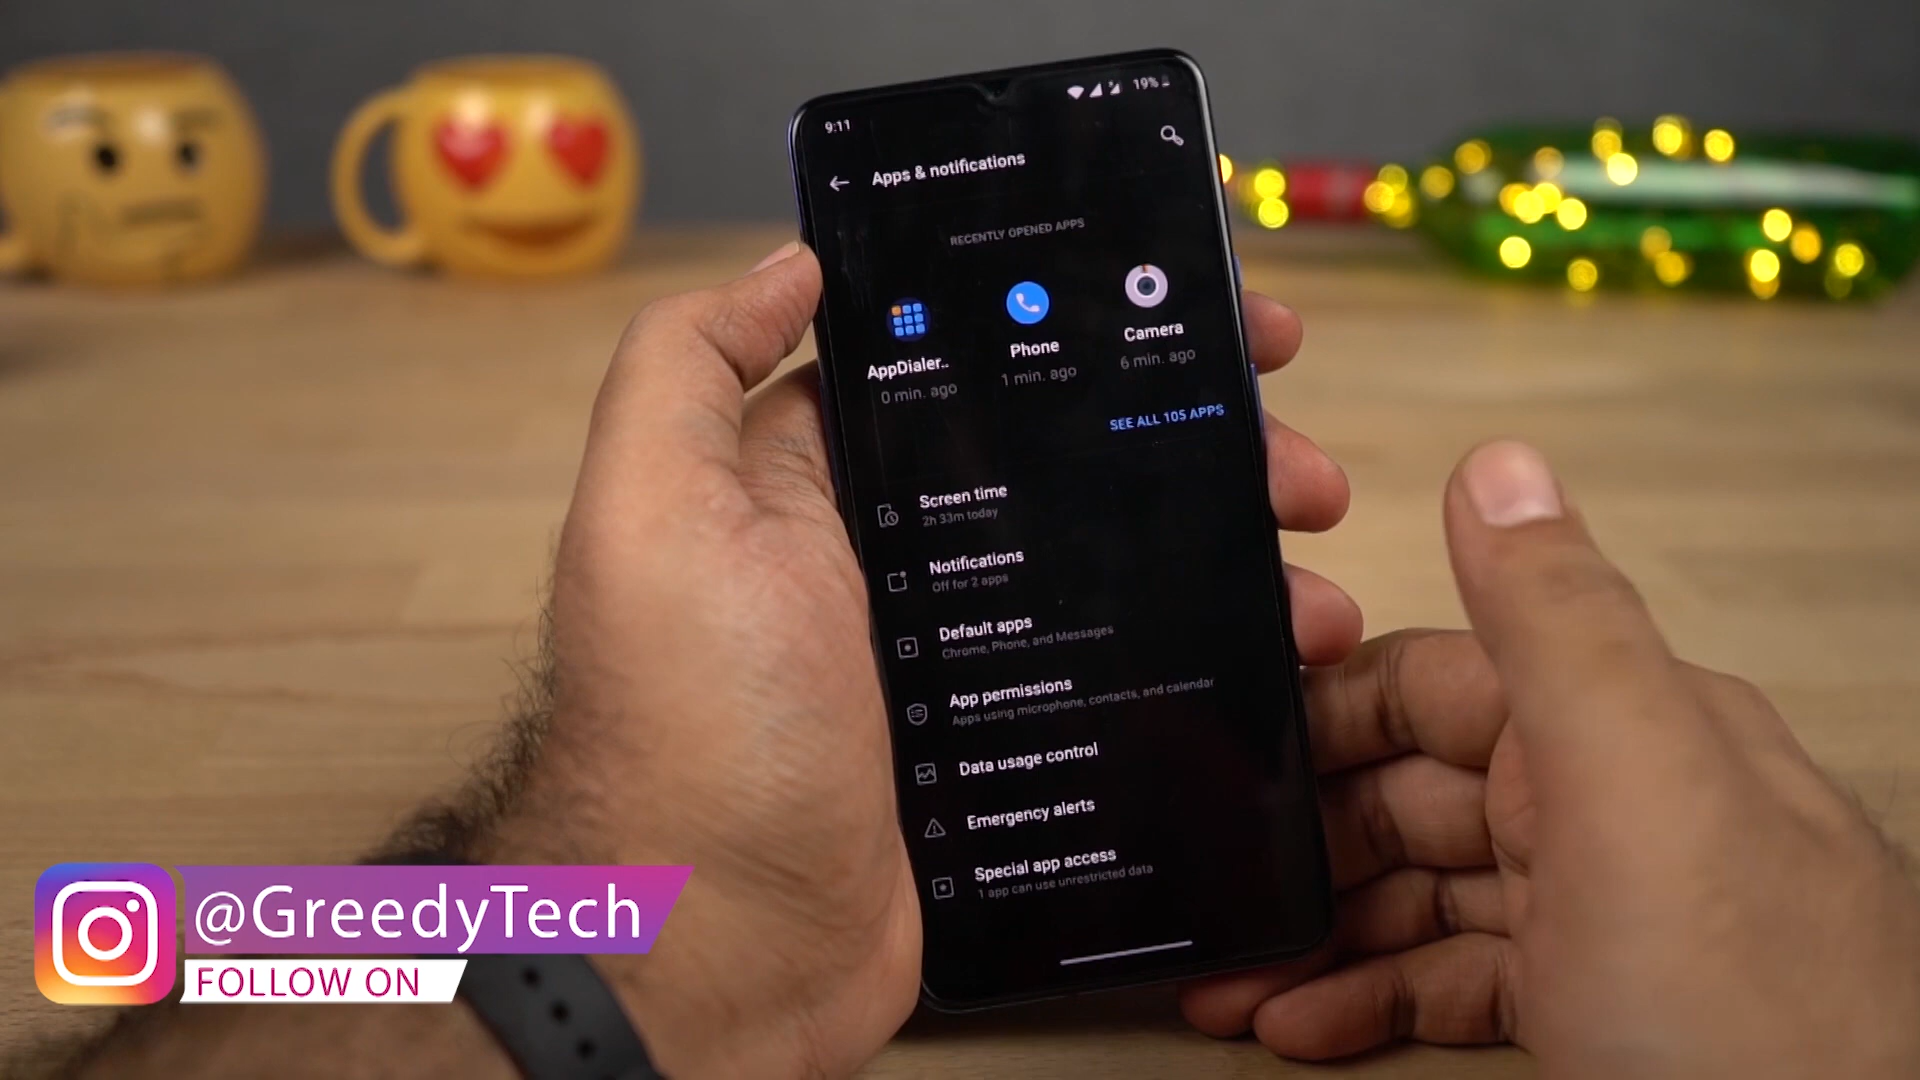 9:11
19%
Apps & notifications
RECENTLY OPENED APPS
AppDialer..
0 min. ago
Phone
1 min. ago
Camera
6 min. ago
SEE ALL 105 APPS
Screen time
2h 33m today
Notifications
Off for 2 apps
Default apps
Chrome, Phone, and Messages
App permissions
Apps using microphone, contacts, and calendar
Data usage control
Emergency alerts
Special app access
1 app can use unrestricted data
@GreedyTech
FOLLOW ON